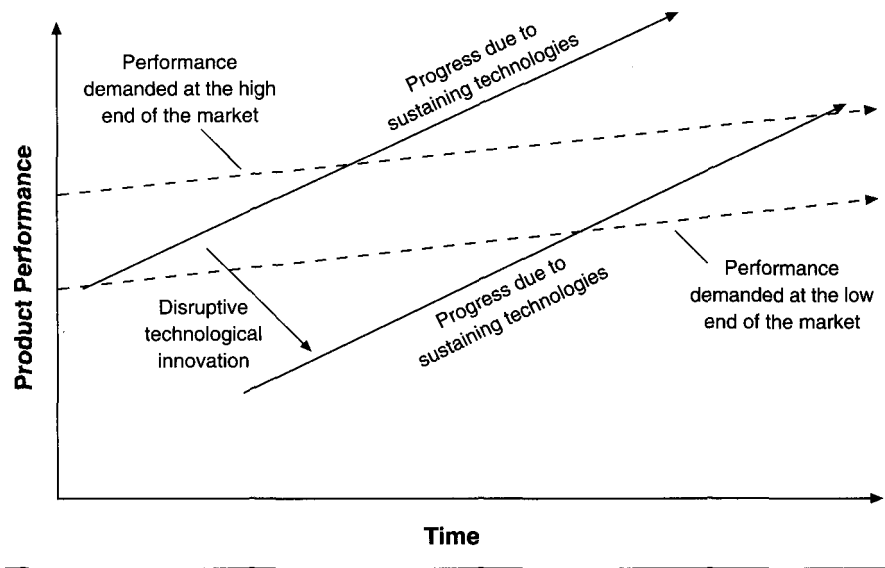 Performance
demanded at the high
end of the market
Progress due to
sustaining technologies
Product Performance
Disruptive
technological
innovation
Progress due to
sustaining technologies
Performance
demanded at the low
end of the market
Time